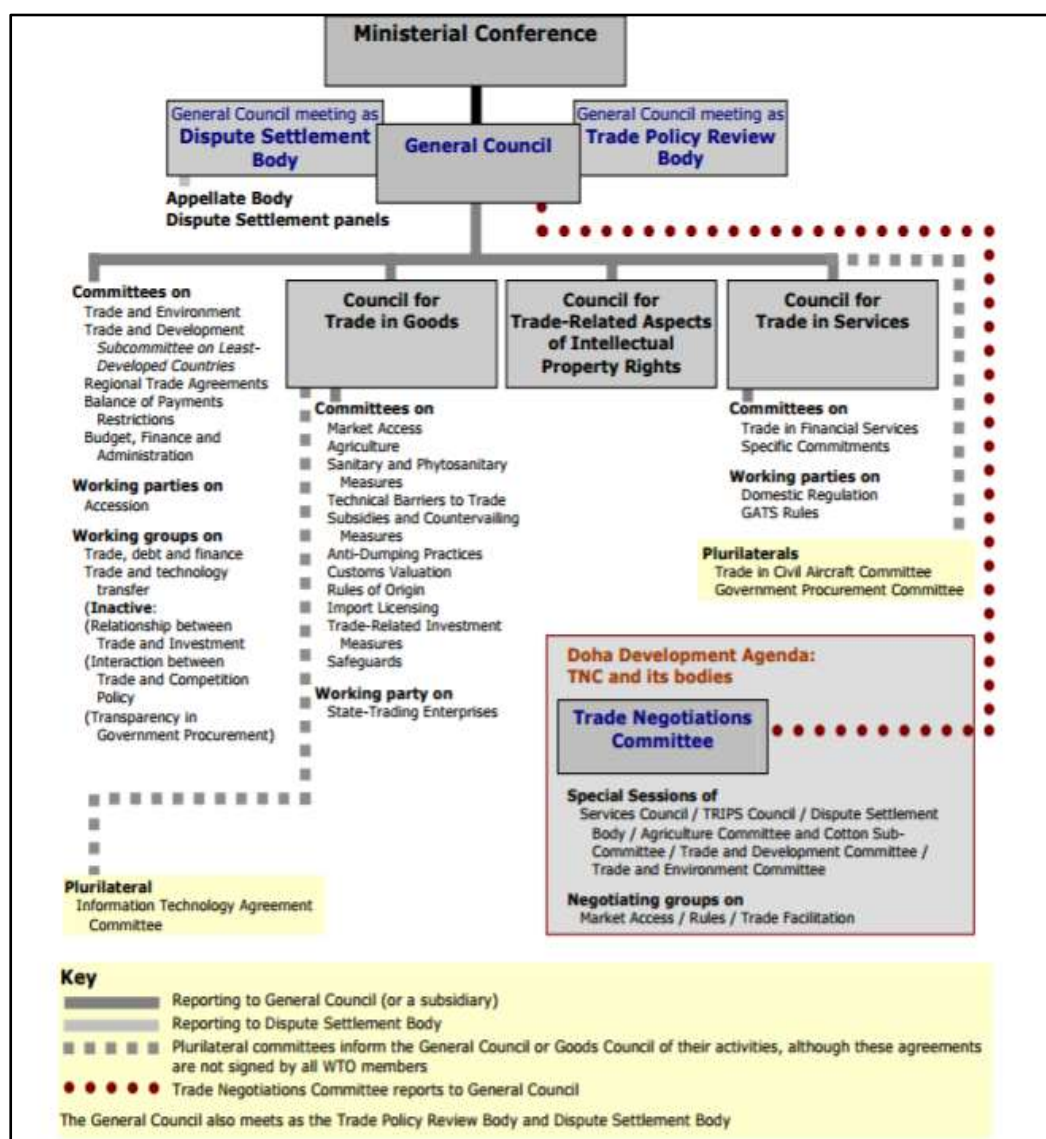 Ministerial Conference
General Council meeting as
Dispute Settlement
Body
General Council
General Council meeting as
Trade Policy Review
Body
Appellate Body
Dispute Settlement panels
Committees on
Trade and Environment
Trade and Development
Subcommittee on Least-
Developed Countries
Regional Trade Agreements
Balance of Payments
Restrictions
Budget, Finance and
Administration
Working parties on
Accession
Working groups on
Trade, debt and finance
Trade and technology
transfer
(Inactive:
(Relationship between
Trade and Investment
(Interaction between
Trade and Competition
Policy
(Transparency in
Government Procurement)
Council for
Trade in Goods
Committees on
Market Access
Agriculture
Sanitary and Phytosanitary
Measures
Technical Barriers to Trade
Subsidies and Countervailing
Measures
Anti-Dumping Practices
Customs Valuation
Rules of Origin
Import Licensing
Trade-Related Investment
Measures
Safeguards
Working party on
State-Trading Enterprises
Council for
Trade-Related Aspects
of Intellectual
Property Rights
Council for
Trade in Services
Committees on
Trade in Financial Services
Specific Commitments
Working parties on
Domestic Regulation
GATS Rules
Plurilaterals
Trade in Civil Aircraft Committee
Government Procurement Committee
Doha Development Agenda:
TNC and its bodies
Trade Negotiations
Committee
Special Sessions of
Services Council / TRIPS Council / Dispute Settlement
Body / Agriculture Committee and Cotton Sub-
Committee / Trade and Development Committee /
Trade and Environment Committee
Negotiating groups on
Market Access / Rules / Trade Facilitation
Plurilateral
Information Technology Agreement
Committee
Key
Reporting to General Council (or a subsidiary)
Reporting to Dispute Settlement Body
Plurilateral committees inform the General Council or Goods Council of their activities, although these agreements
are not signed by all WTO members
Trade Negotiations Committee reports to General Council
The General Council also meets as the Trade Policy Review Body and Dispute Settlement Body